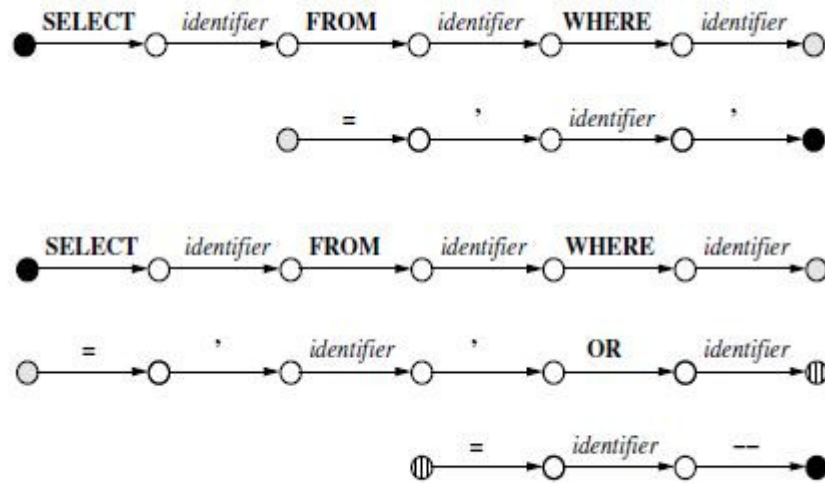 SELECT identifier FROM identifier WHERE identifier
= ’ identifier ’
SELECT identifier FROM identifier WHERE identifier
= ’ identifier ’ OR identifier
= identifier --